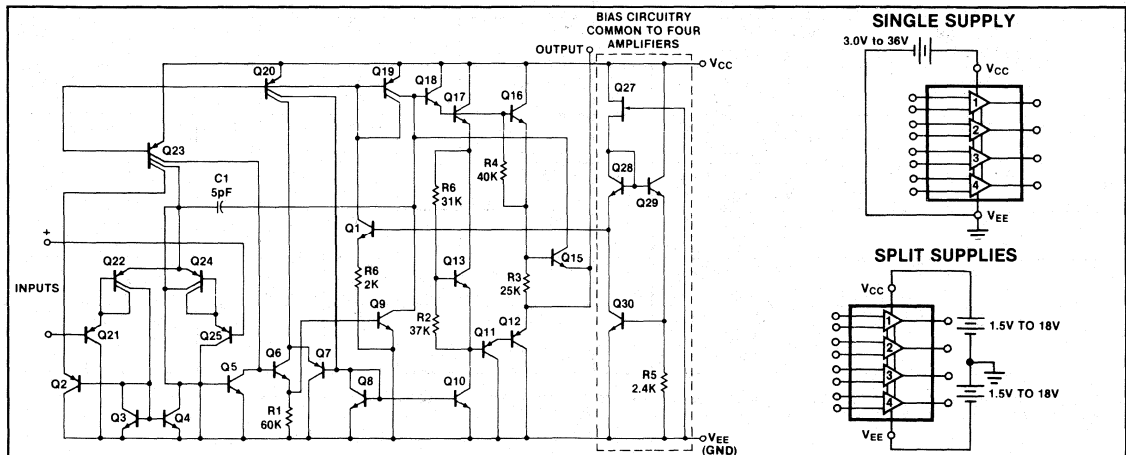 BIAS CIRCUITRY
COMMON TO FOUR
AMPLIFIERS
OUTPUT
VCC
Q20
Q19
Q18
Q17
Q16
Q27
Q23
C1
5pF
R6
31K
R4
40K
Q28
Q29
Q1
+
INPUTS
Q22
Q24
R6
2K
Q13
Q15
R3
25K
Q21
Q25
Q9
R2
37K
Q11
Q12
Q30
Q2
Q5
Q6
Q7
Q8
Q10
R5
2.4K
Q3
Q4
R1
60K
VEE
(GND)
SINGLE SUPPLY
3.0V to 36V
VCC
1
2
3
4
VEE
SPLIT SUPPLIES
VCC
1
2
3
4
1.5V TO 18V
1.5V TO 18V
VEE